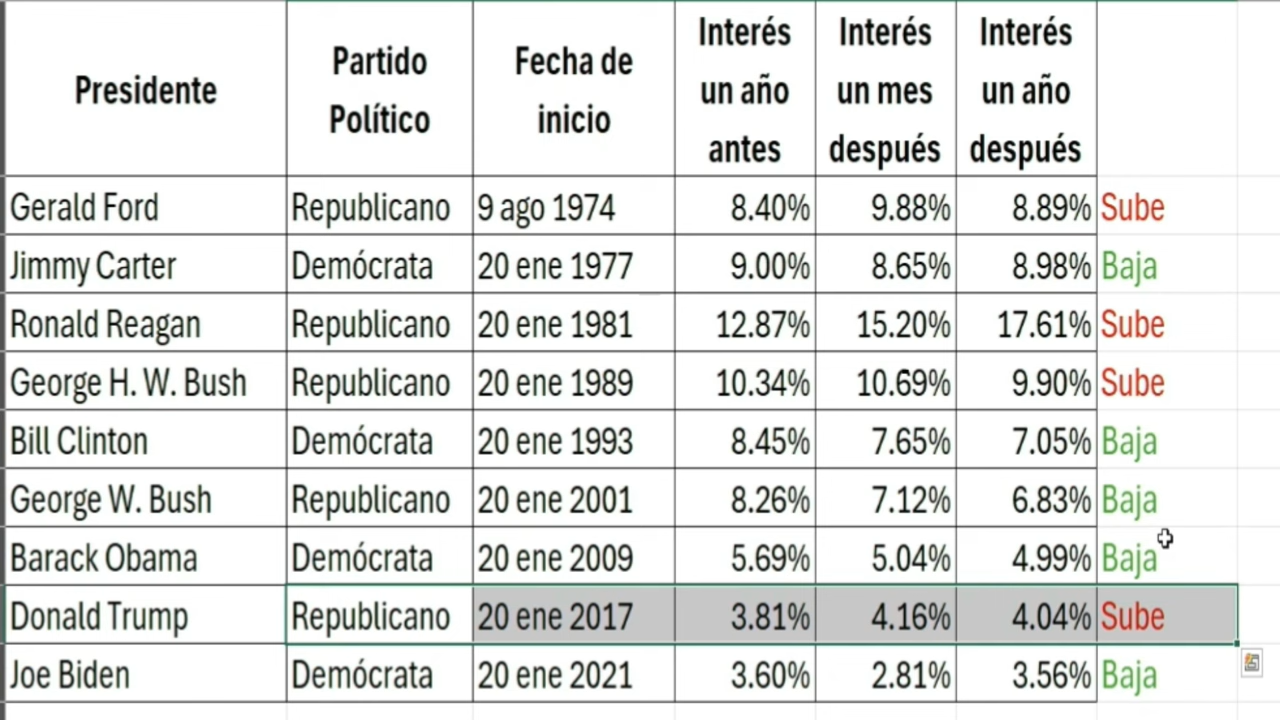 Presidente Partido Político Fecha de inicio Interés un año antes Interés un mes después Interés un año después
Gerald Ford Republicano 9 ago 1974 8.40% 9.88% 8.89% Sube
Jimmy Carter Demócrata 20 ene 1977 9.00% 8.65% 8.98% Baja
Ronald Reagan Republicano 20 ene 1981 12.87% 15.20% 17.61% Sube
George H. W. Bush Republicano 20 ene 1989 10.34% 10.69% 9.90% Sube
Bill Clinton Demócrata 20 ene 1993 8.45% 7.65% 7.05% Baja
George W. Bush Republicano 20 ene 2001 8.26% 7.12% 6.83% Baja
Barack Obama Demócrata 20 ene 2009 5.69% 5.04% 4.99% Baja
Donald Trump Republicano 20 ene 2017 3.81% 4.16% 4.04% Sube
Joe Biden Demócrata 20 ene 2021 3.60% 2.81% 3.56% Baja